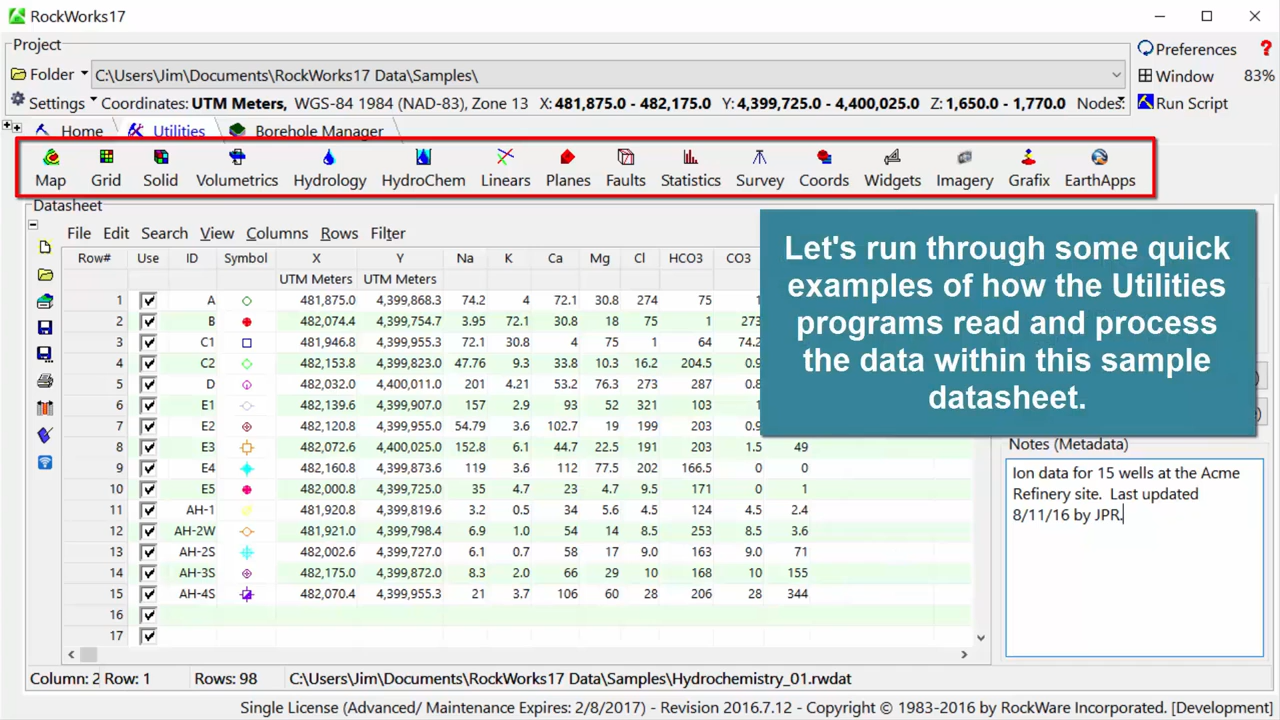 RockWorks17
Project
Folder C:\Users\Jim\Documents\RockWorks17 Data\Samples\
Preferences ?
Window 83%
Settings Coordinates: UTM Meters, WGS-84 1984 (NAD-83), Zone 13 X: 481,875.0 - 482,175.0 Y: 4,399,725.0 - 4,400,025.0 Z: 1,650.0 - 1,770.0 Nodes:
Run Script
Home Utilities Borehole Manager
Map Grid Solid Volumetrics Hydrology HydroChem Linears Planes Faults Statistics Survey Coords Widgets Imagery Grafix EarthApps
Datasheet
File Edit Search View Columns Rows Filter
Row# Use ID Symbol X Y Na K Ca Mg Cl HCO3 CO3
UTM Meters UTM Meters
1 A 481,875.0 4,399,868.3 74.2 4 72.1 30.8 274 75
2 B 482,074.4 4,399,754.7 3.95 72.1 30.8 18 75 1 273
3 C1 481,946.8 4,399,955.3 72.1 30.8 4 75 1 64 74.2
4 C2 482,153.8 4,399,823.0 47.76 9.3 33.8 10.3 16.2 204.5 0.9
5 D 482,032.0 4,400,011.0 201 4.21 53.2 76.3 273 287 0.8
6 E1 482,139.6 4,399,907.0 157 2.9 93 52 321 103
7 E2 482,120.8 4,399,955.0 54.79 3.6 102.7 19 199 203 0.9
8 E3 482,072.6 4,400,025.0 152.8 6.1 44.7 22.5 191 203 1.5 49
9 E4 482,160.8 4,399,873.6 119 3.6 112 77.5 202 166.5 0 0
10 E5 482,000.8 4,399,725.0 35 4.7 23 4.7 9.5 171 0 1
11 AH-1 481,920.8 4,399,819.6 3.2 0.5 34 5.6 4.5 124 4.5 2.4
12 AH-2W 481,921.0 4,399,798.4 6.9 1.0 54 14 8.5 253 8.5 3.6
13 AH-2S 482,002.6 4,399,725.7 6.1 0.7 58 17 9.0 163 9.0 71
14 AH-3S 482,175.0 4,399,872.0 8.3 2.0 66 29 10 168 10 155
15 AH-4S 482,070.4 4,399,955.3 21 3.7 106 60 28 206 28 344
16
17
Let's run through some quick
examples of how the Utilities
programs read and process
the data within this sample
datasheet.
Notes (Metadata)
Ion data for 15 wells at the Acme
Refinery site. Last updated
8/11/16 by JPR.
Column: 2 Row: 1 Rows: 98 C:\Users\Jim\Documents\RockWorks17 Data\Samples\Hydrochemistry_01.rwdat
Single License (Advanced/ Maintenance Expires: 2/8/2017) - Revision 2016.7.12 - Copyright © 1983-2016 by RockWare Incorporated. [Development]